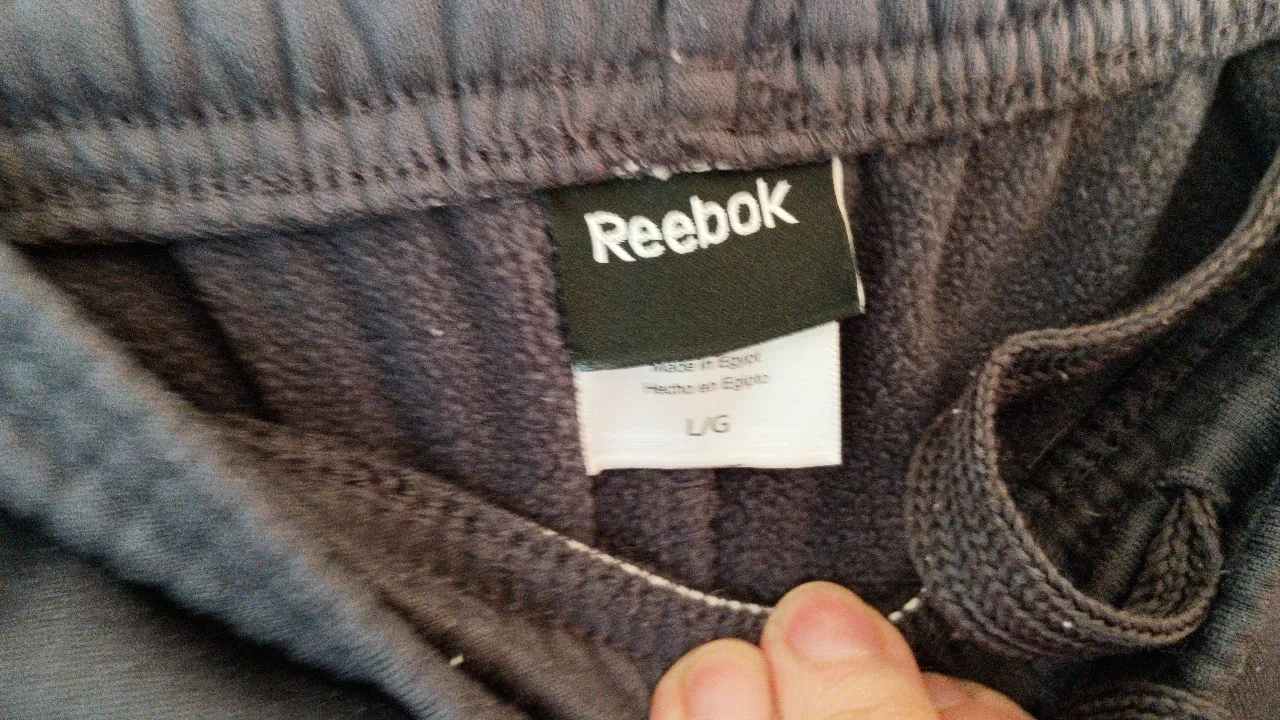 Reebok
Made in Egypt
Hecho en Egipto
L/G